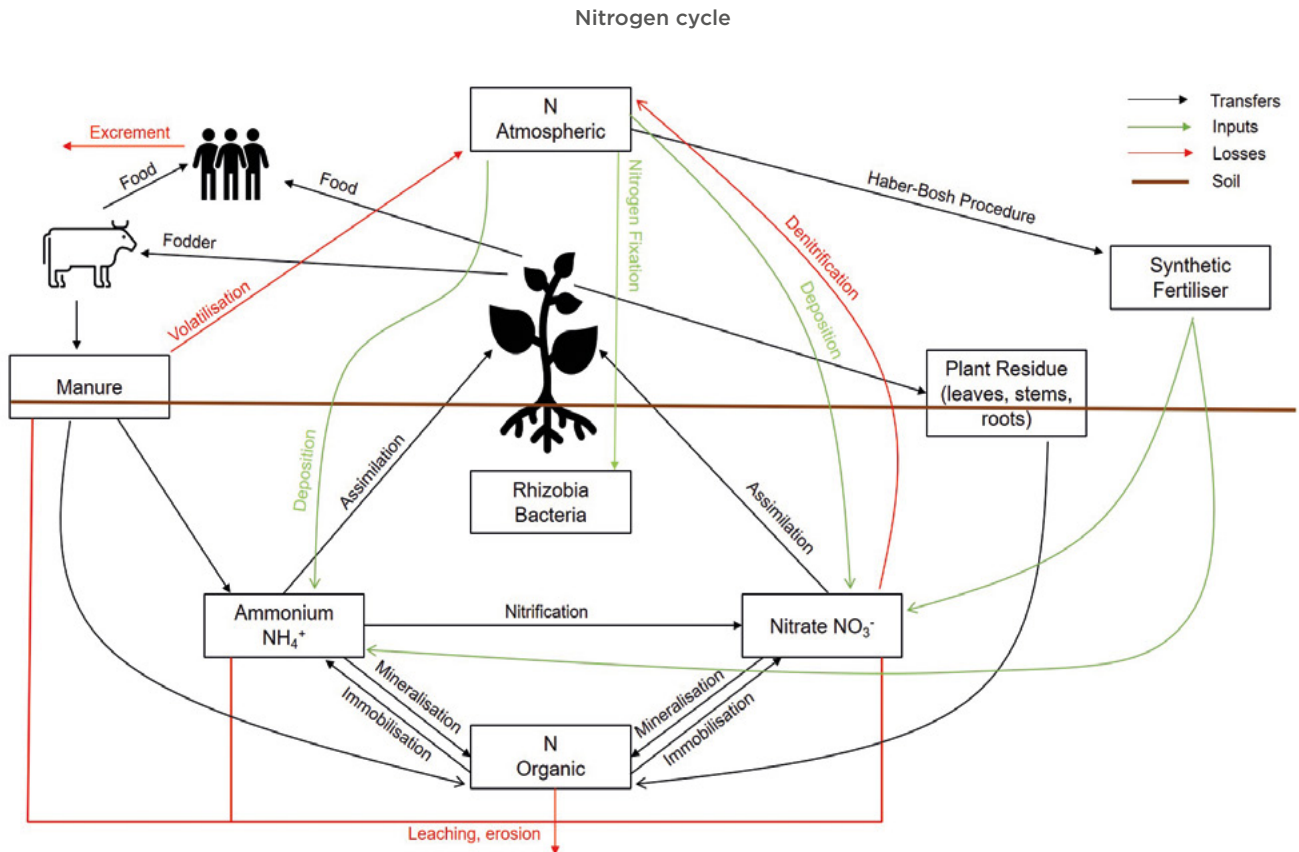 Nitrogen cycle
N
Atmospheric
Transfers
Inputs
Losses
Soil
Excrement
Food
Food
Fodder
Nitrogen Fixation
Haber-Bosh Procedure
Denitrification
Deposition
Volatilisation
Synthetic
Fertiliser
Manure
Plant Residue
(leaves, stems,
roots)
Deposition
Assimilation
Rhizobia
Bacteria
Assimilation
Ammonium
NH₄⁺
Nitrification
Nitrate NO₃⁻
Mineralisation
Immobilisation
Mineralisation
Immobilisation
N
Organic
Leaching, erosion